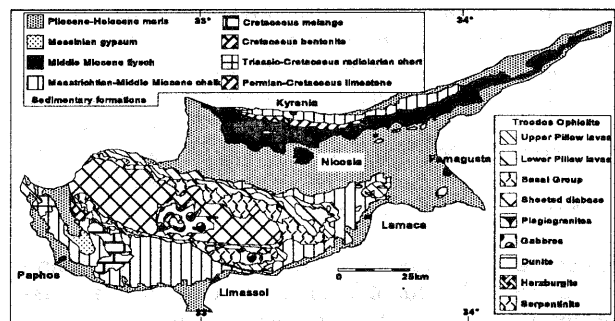 33°
34°
Pliocene-Holocene marls
Messinian gypsum
Middle Miocene flysch
Maastrichtian-Middle Miocene chalk
Sedimentary formations
Cretaceous melange
Cretaceous bentonite
Triassic-Cretaceous radiolarian chert
Permian-Cretaceous limestone
Kyrenia
Nicosia
Famagusta
Larnaca
Limassol
Paphos
0 25km
Troodos Ophiolite
Upper Pillow lavas
Lower Pillow lavas
Basal Group
Sheeted diabase
Plagiogranites
Gabbros
Dunite
Harzburgite
Serpentinite
33°
34°